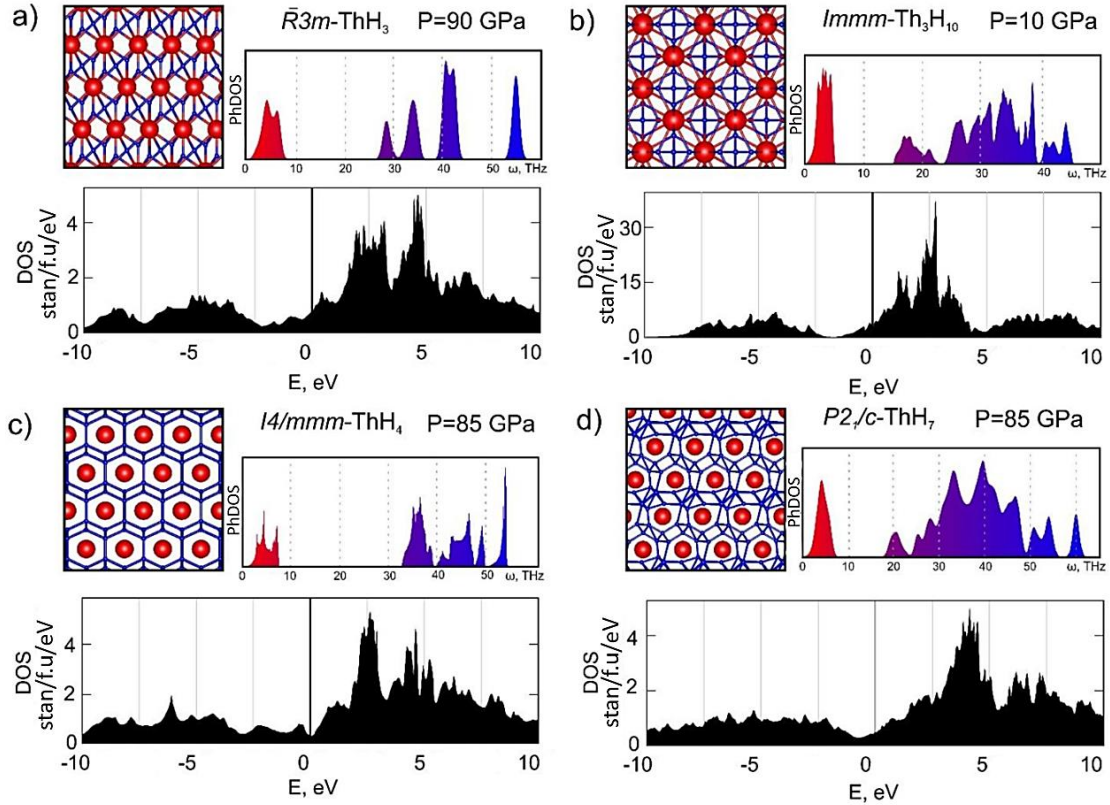 a) R̄3m-ThH₃ P=90 GPa
PhDOS
0 10 20 30 40 50 ω, THz
DOS
stan/f.u/eV
4
2
0
-10 -5 0 5 10
E, eV
b) Immm-Th₃H₁₀ P=10 GPa
PhDOS
0 10 20 30 40 ω, THz
DOS
stan/f.u/eV
30
15
0
-10 -5 0 5 10
E, eV
c) I4/mmm-ThH₄ P=85 GPa
PhDOS
0 10 20 30 40 50 ω, THz
DOS
stan/f.u/eV
4
2
0
-10 -5 0 5 10
E, eV
d) P2₁/c-ThH₇ P=85 GPa
PhDOS
0 10 20 30 40 50 ω, THz
DOS
stan/f.u/eV
4
2
0
-10 -5 0 5 10
E, eV